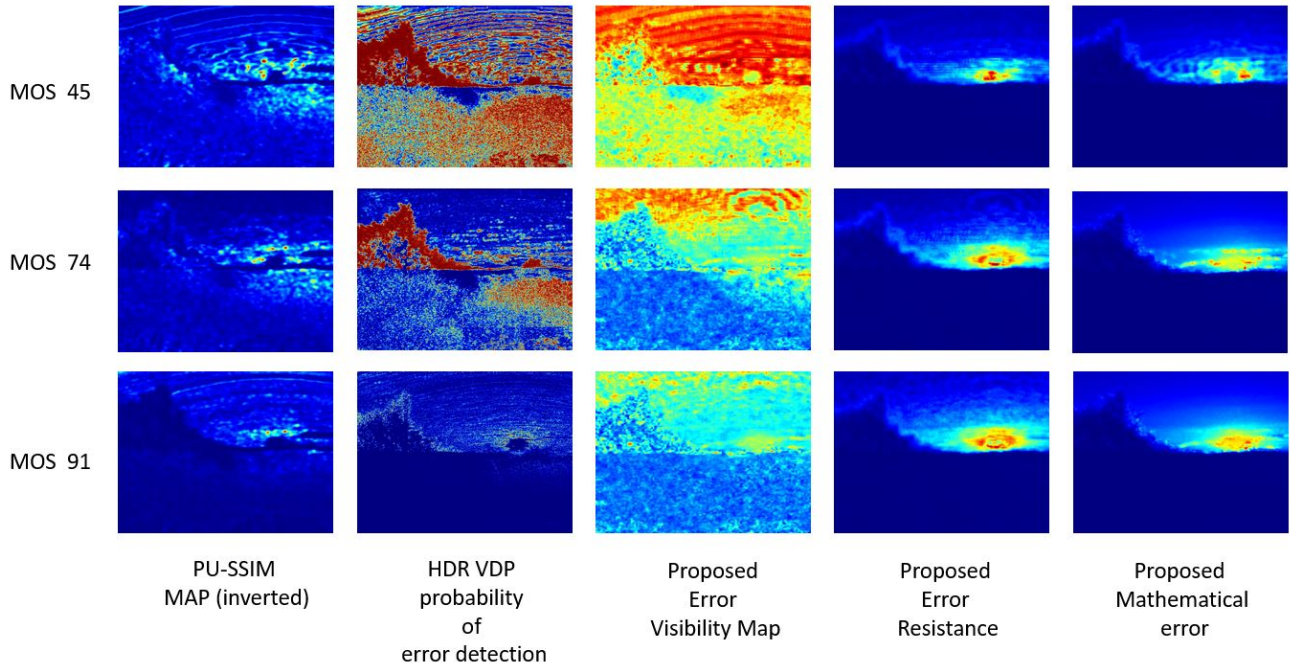 MOS 45
MOS 74
MOS 91
PU-SSIM
MAP (inverted)
HDR VDP
probability
of
error detection
Proposed
Error
Visibility Map
Proposed
Error
Resistance
Proposed
Mathematical
error